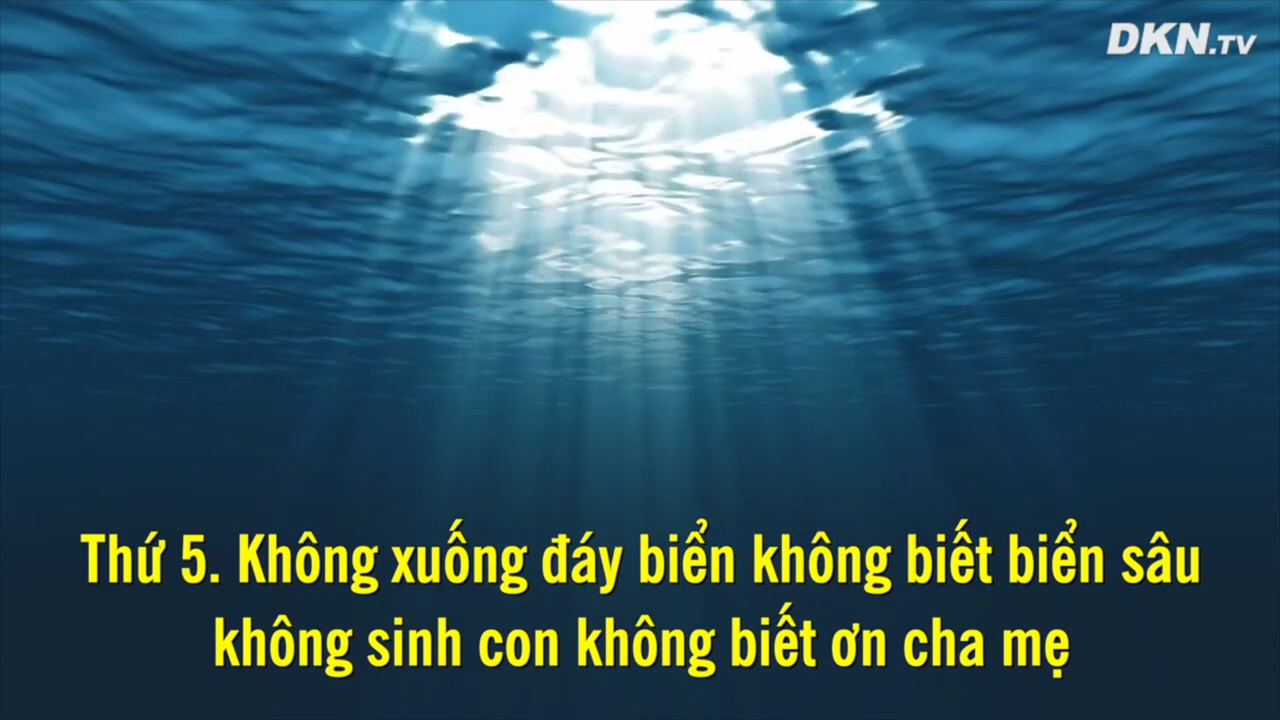 DKN.TV
Thứ 5. Không xuống đáy biển không biết biển sâu
không sinh con không biết ơn cha mẹ